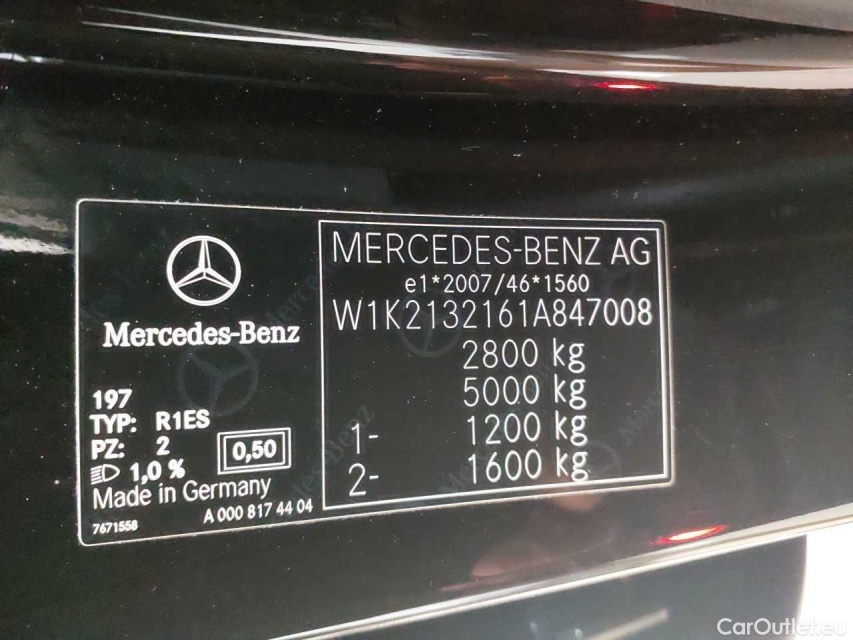 Mercedes-Benz
197
TYP: R1ES
PZ: 2
1,0 %
0,50
Made in Germany
7671558
A 000 817 44 04
MERCEDES-BENZ AG
e1*2007/46*1560
W1K2132161A847008
2800 kg
5000 kg
1- 1200 kg
2- 1600 kg
CarOutlet.eu